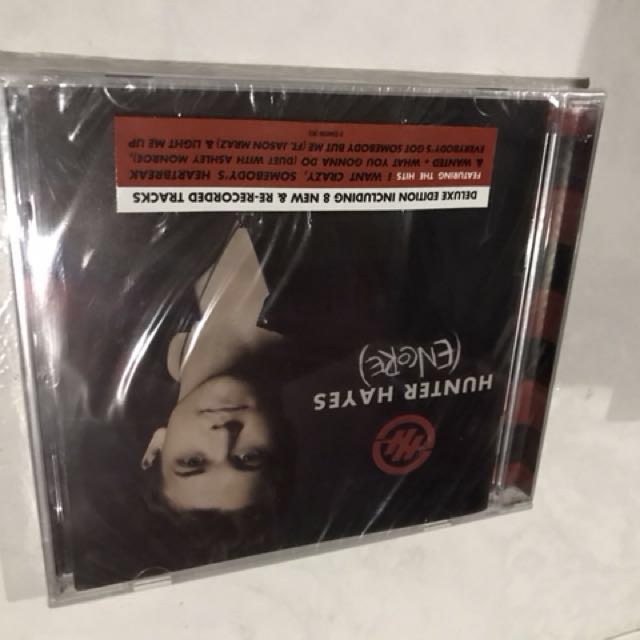 HUNTER HAYES
(ENCORE)
DELUXE EDITION INCLUDING 8 NEW & RE-RECORDED TRACKS
FEATURING THE HITS I WANT CRAZY, SOMEBODY'S HEARTBREAK
& WANTED + WHAT YOU GONNA DO (DUET WITH ASHLEY MONROE),
EVERYBODY'S GOT SOMEBODY BUT ME (FT. JASON MRAZ) & LIGHT ME UP